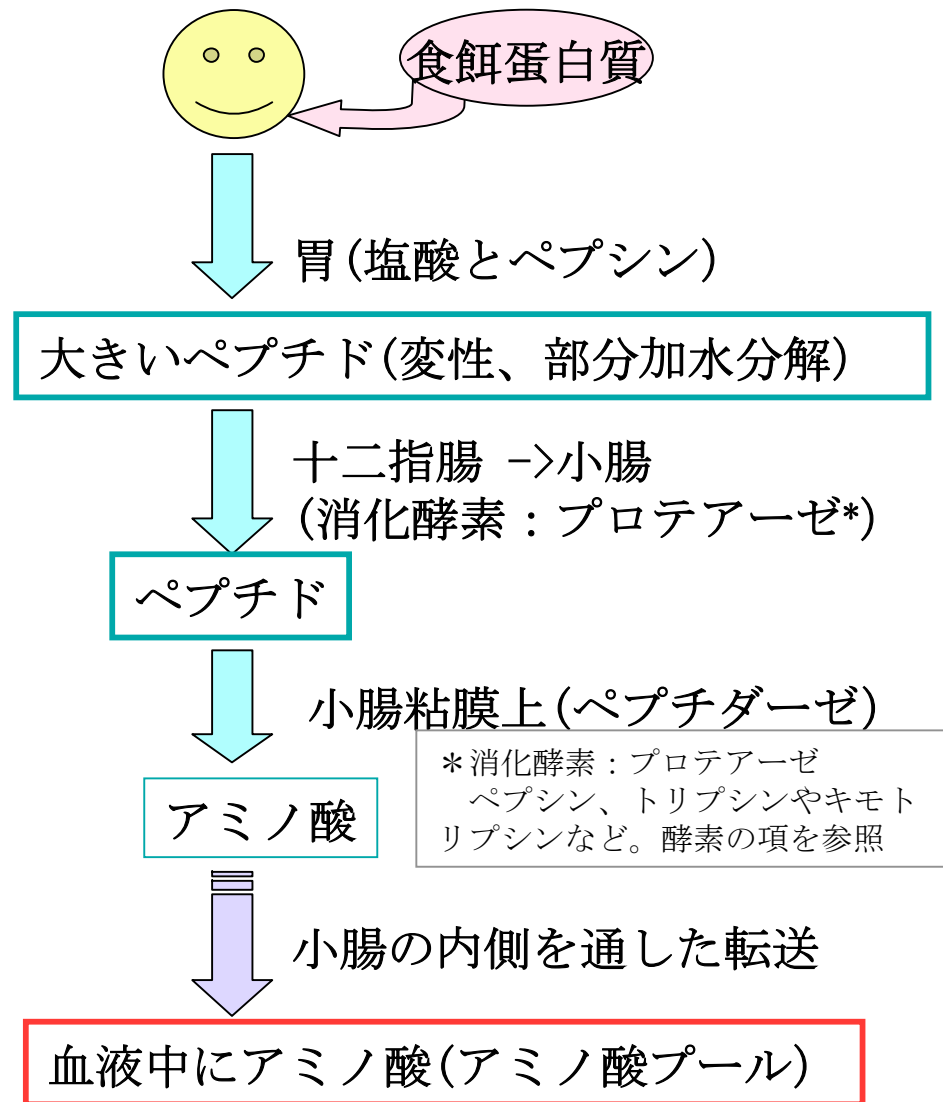 食餌蛋白質
胃(塩酸とペプシン)
大きいペプチド(変性、部分加水分解)
十二指腸 ->小腸
(消化酵素：プロテアーゼ*)
ペプチド
小腸粘膜上(ペプチダーゼ)
*消化酵素：プロテアーゼ
ペプシン、トリプシンやキモト
リプシンなど。酵素の項を参照
アミノ酸
小腸の内側を通した転送
血液中にアミノ酸(アミノ酸プール)